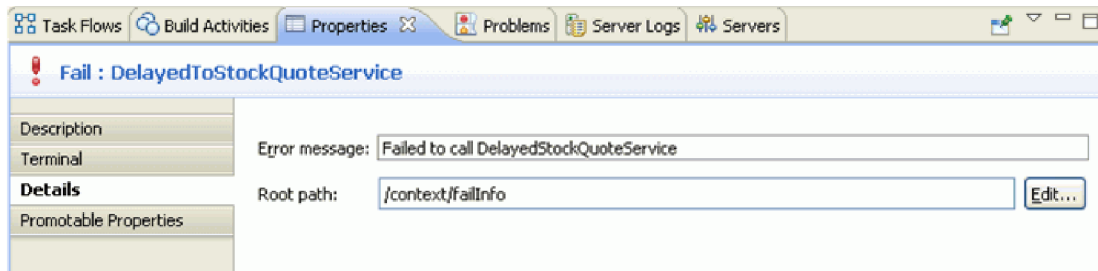 Task Flows Build Activities Properties Problems Server Logs Servers
Fail : DelayedToStockQuoteService
Description
Terminal
Details
Promotable Properties
Error message: Failed to call DelayedStockQuoteService
Root path: /context/failInfo Edit...